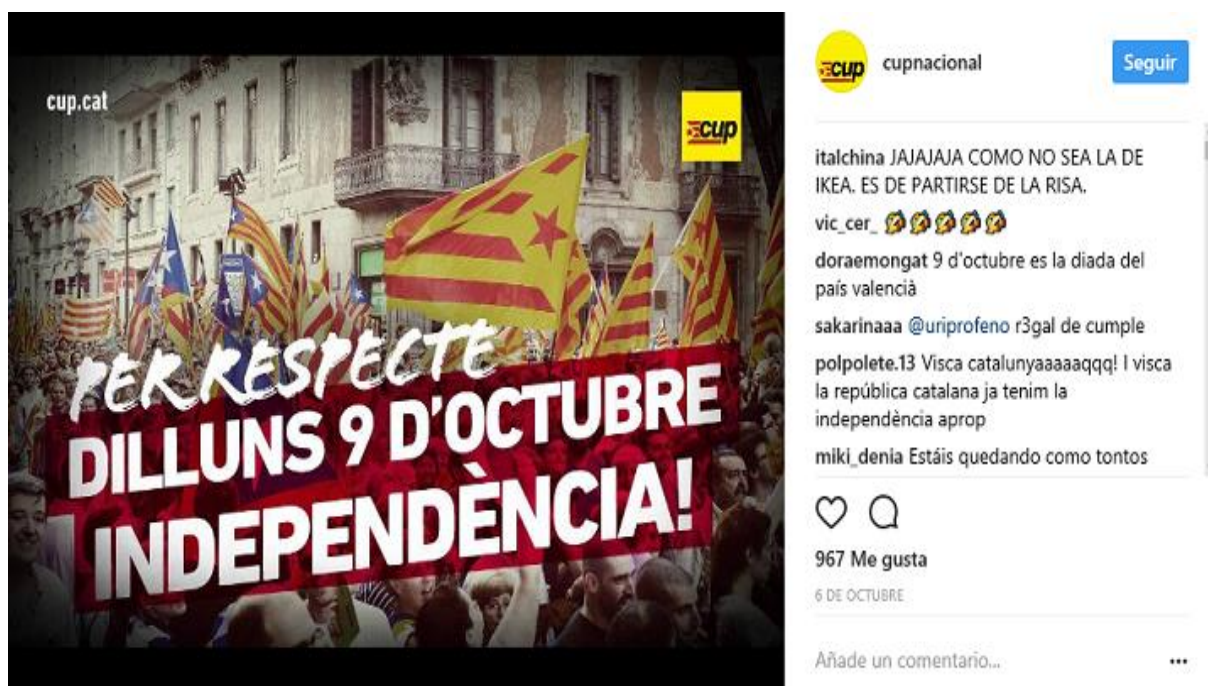 cup.cat
cup
PER RESPECTE
DILLUNS 9 D'OCTUBRE
INDEPENDÈNCIA!
cup
cupnacional
Seguir
italchina JAJAJAJA COMO NO SEA LA DE
IKEA. ES DE PARTIRSE DE LA RISA.
vic_cer_
doraemongat 9 d'octubre es la diada del
país valencià
sakarinaaa @uriprofeno r3gal de cumple
polpolete.13 Visca catalunyaaaaaqqq! I visca
la república catalana ja tenim la
independència aprop
miki_denia Estáis quedando como tontos
967 Me gusta
6 DE OCTUBRE
Añade un comentario...